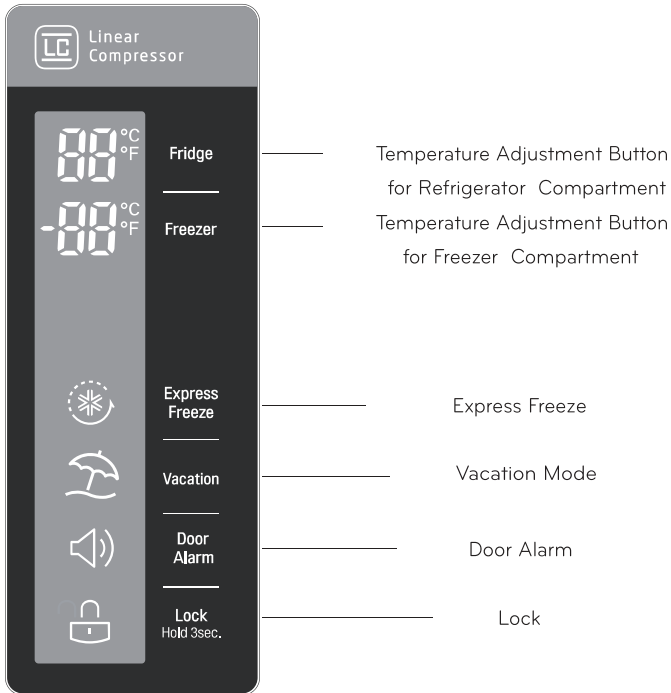 LC Linear
Compressor
88 °C
°F
Fridge
Temperature Adjustment Button
for Refrigerator Compartment
-88 °C
°F
Freezer
Temperature Adjustment Button
for Freezer Compartment
Express
Freeze
Express Freeze
Vacation
Vacation Mode
Door
Alarm
Door Alarm
Lock
Hold 3sec.
Lock